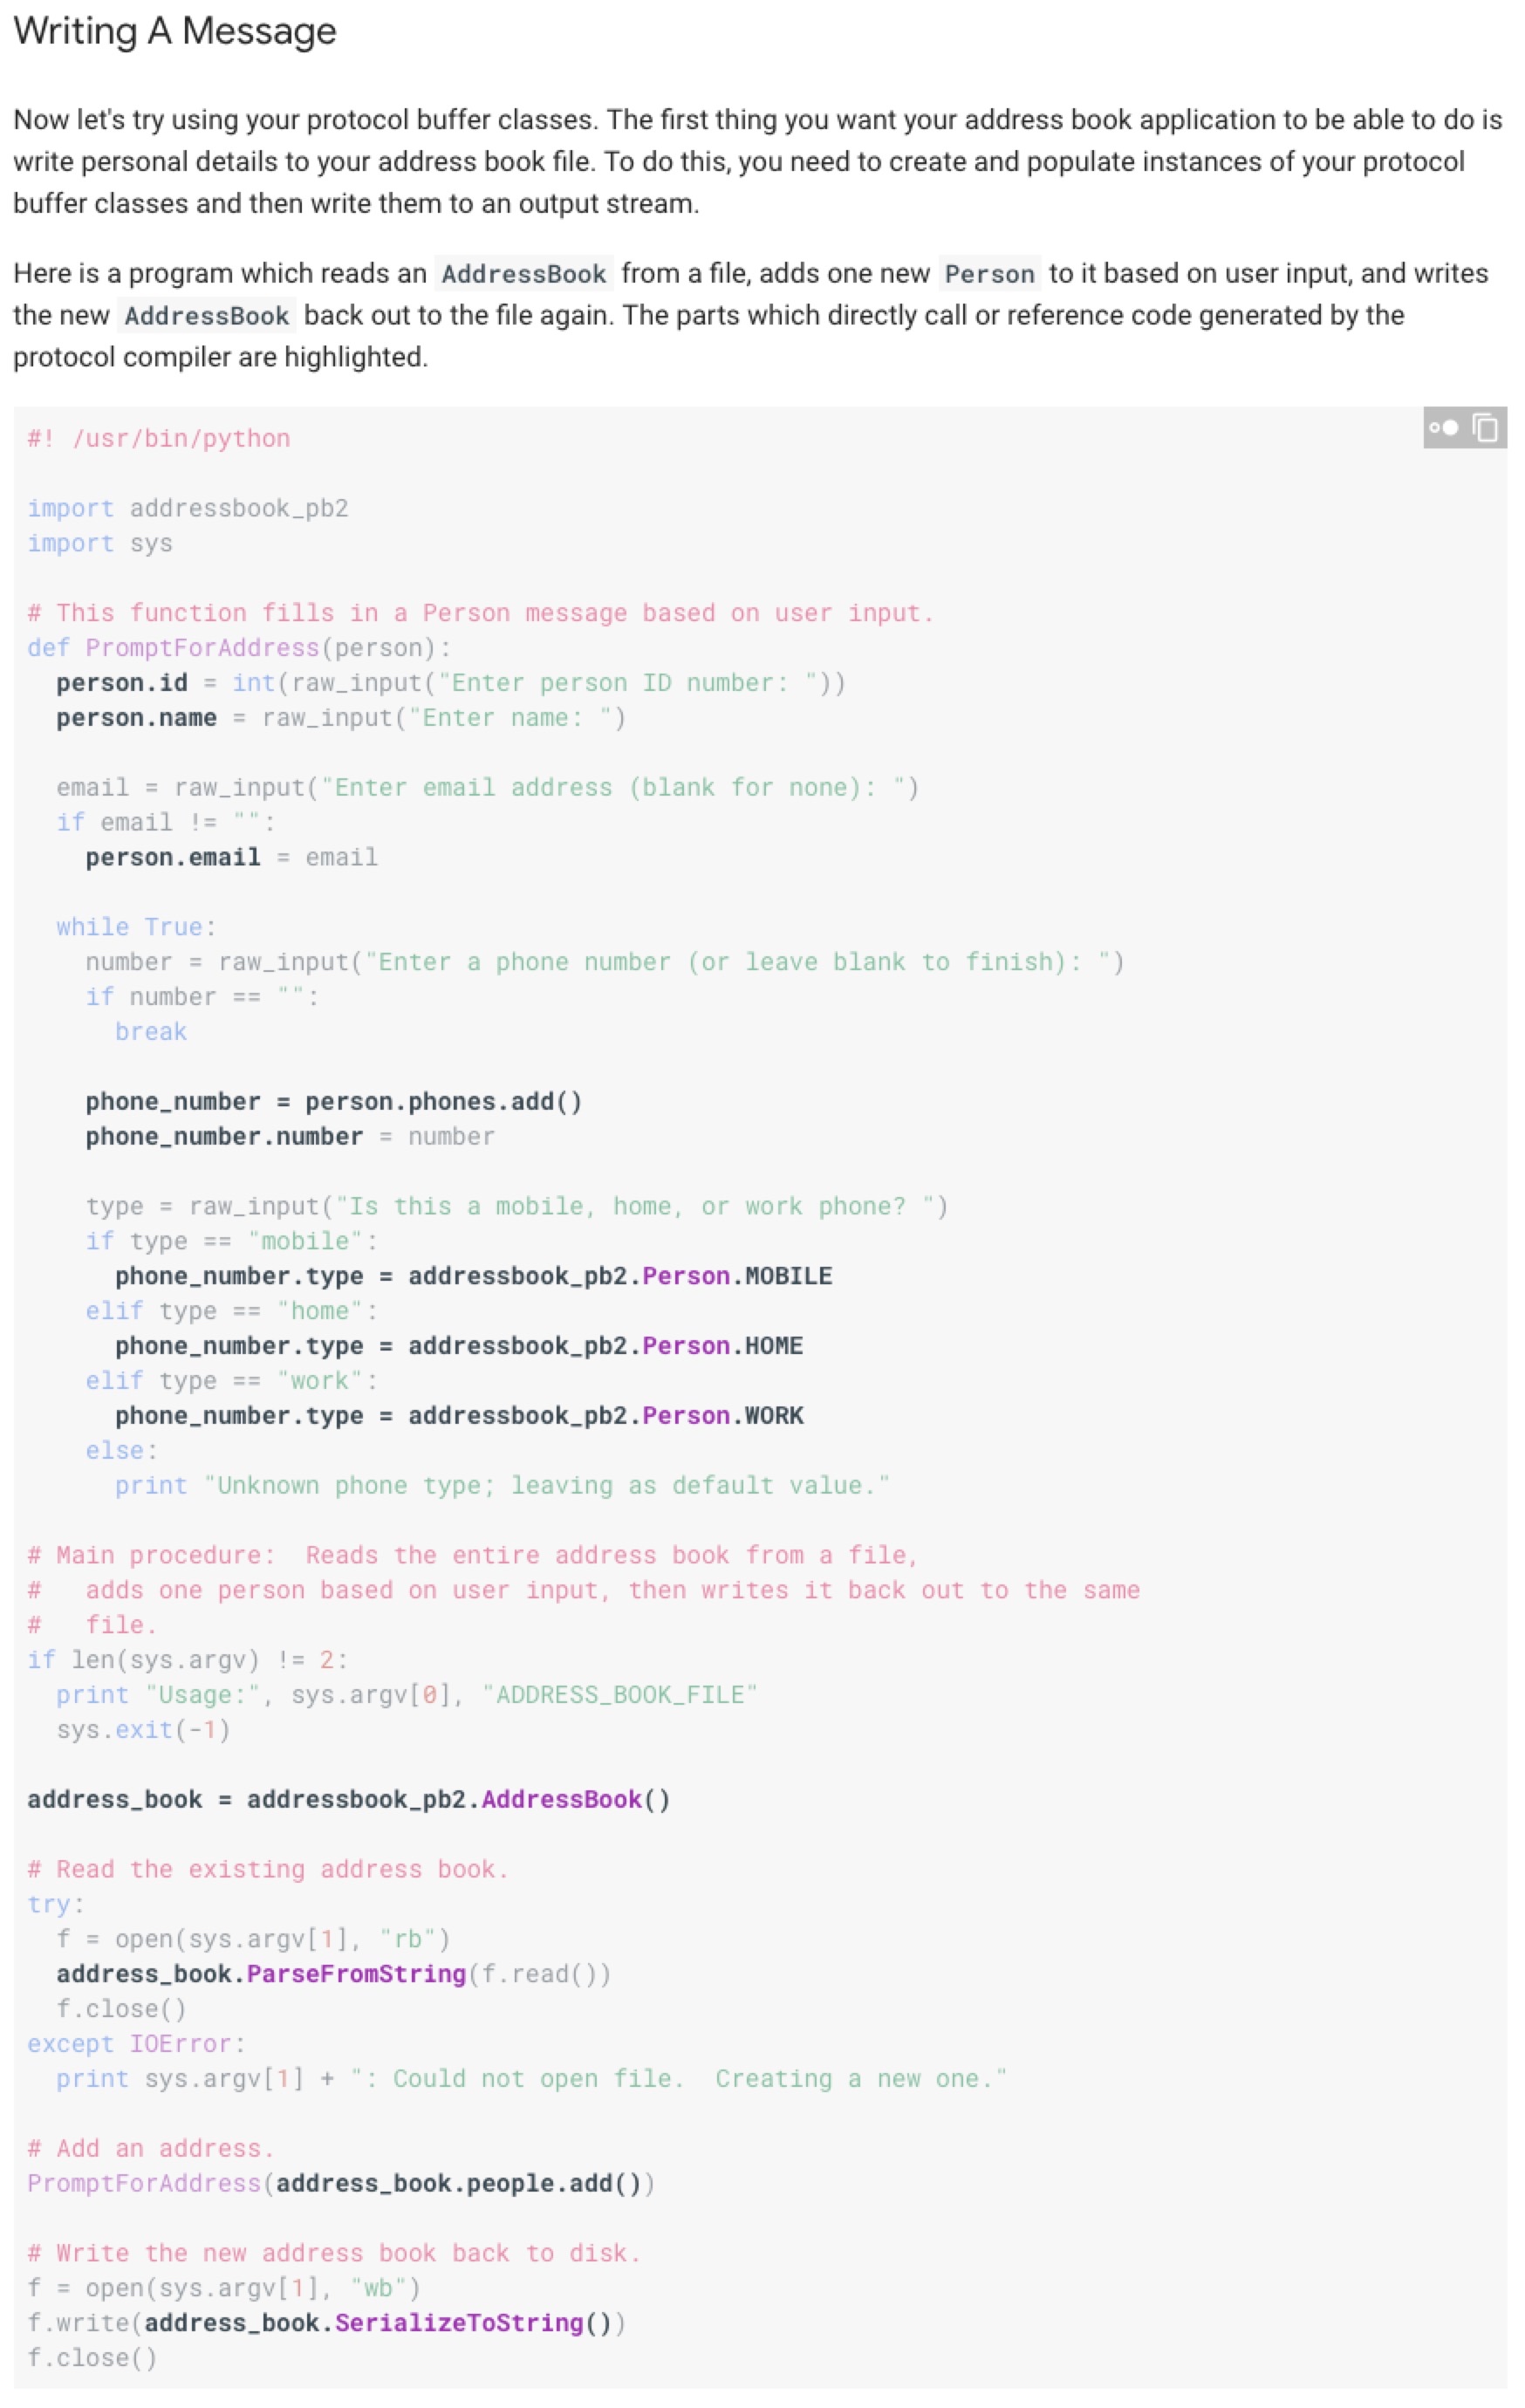 Writing A Message
Now let's try using your protocol buffer classes. The first thing you want your address book application to be able to do is
write personal details to your address book file. To do this, you need to create and populate instances of your protocol
buffer classes and then write them to an output stream.
Here is a program which reads an AddressBook from a file, adds one new Person to it based on user input, and writes
the new AddressBook back out to the file again. The parts which directly call or reference code generated by the
protocol compiler are highlighted.
#! /usr/bin/python
import addressbook_pb2
import sys
# This function fills in a Person message based on user input.
def PromptForAddress(person):
  person.id = int(raw_input("Enter person ID number: "))
  person.name = raw_input("Enter name: ")
  email = raw_input("Enter email address (blank for none): ")
  if email != "":
    person.email = email
  while True:
    number = raw_input("Enter a phone number (or leave blank to finish): ")
    if number == "":
      break
    phone_number = person.phones.add()
    phone_number.number = number
    type = raw_input("Is this a mobile, home, or work phone? ")
    if type == "mobile":
      phone_number.type = addressbook_pb2.Person.MOBILE
    elif type == "home":
      phone_number.type = addressbook_pb2.Person.HOME
    elif type == "work":
      phone_number.type = addressbook_pb2.Person.WORK
    else:
      print "Unknown phone type; leaving as default value."
# Main procedure:  Reads the entire address book from a file,
#   adds one person based on user input, then writes it back out to the same
#   file.
if len(sys.argv) != 2:
  print "Usage:", sys.argv[0], "ADDRESS_BOOK_FILE"
  sys.exit(-1)
address_book = addressbook_pb2.AddressBook()
# Read the existing address book.
try:
  f = open(sys.argv[1], "rb")
  address_book.ParseFromString(f.read())
  f.close()
except IOError:
  print sys.argv[1] + ": Could not open file.  Creating a new one."
# Add an address.
PromptForAddress(address_book.people.add())
# Write the new address book back to disk.
f = open(sys.argv[1], "wb")
f.write(address_book.SerializeToString())
f.close()